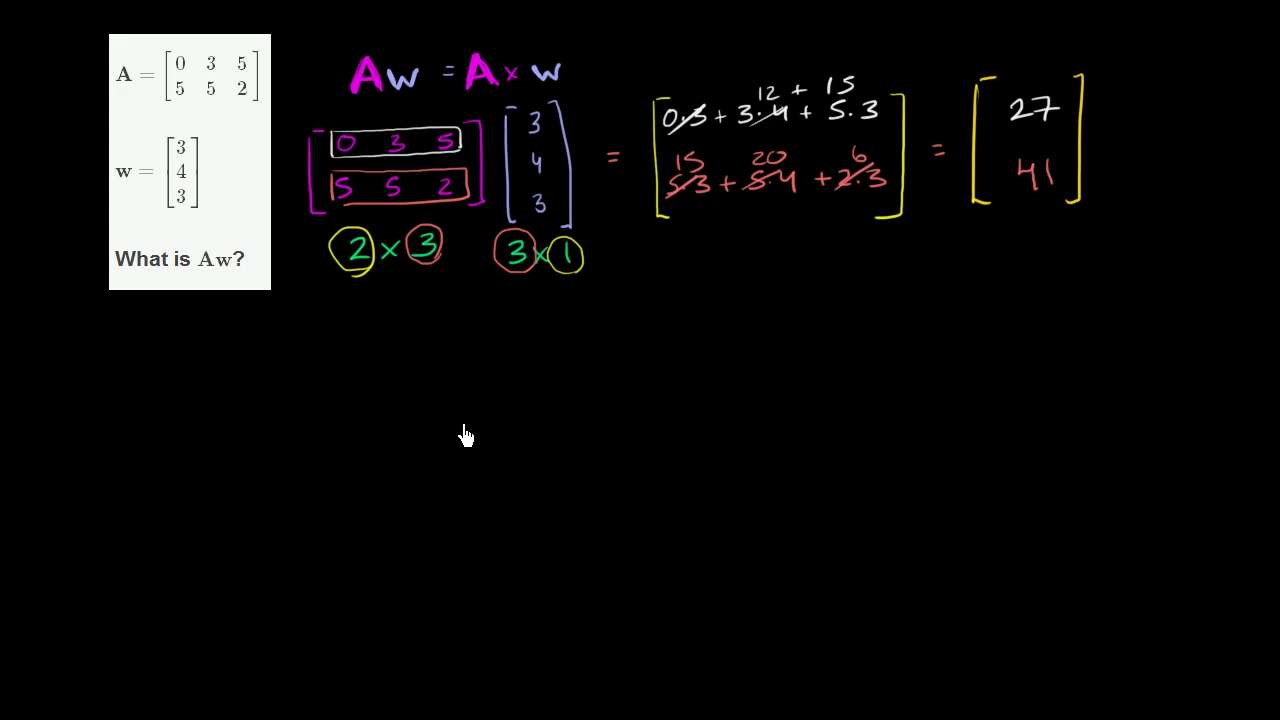 A = [0 3 5
5 5 2]
w = [3
4
3]
What is Aw?
Aw = A × w
[0 3 5
5 5 2] [3
4
3]
2 × 3 3 × 1
=
12 + 15
[0·3 + 3·4 + 5·3
15 20 6
5·3 + 5·4 + 2·3]
=
[27
41]